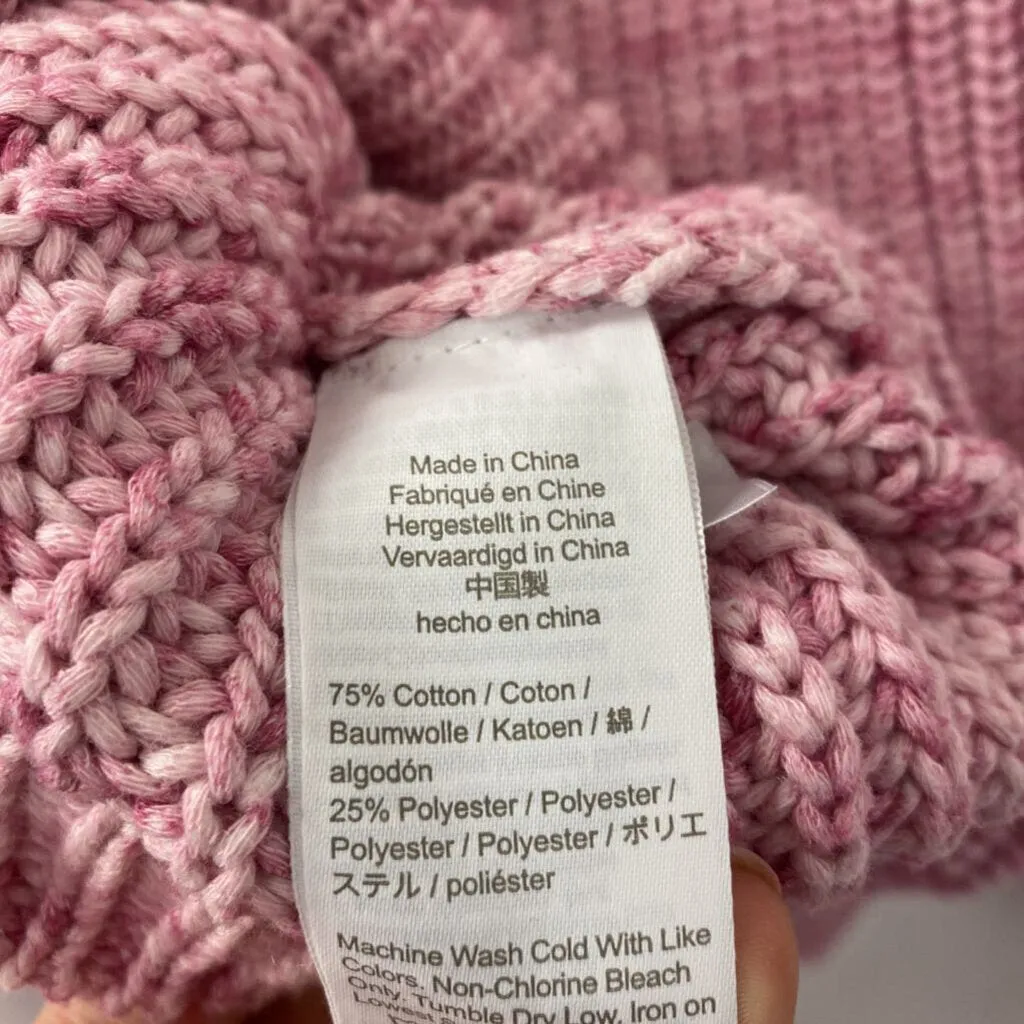 Made in China
Fabriqué en Chine
Hergestellt in China
Vervaardigd in China
中国製
hecho en china
75% Cotton / Coton /
Baumwolle / Katoen / 綿 /
algodón
25% Polyester / Polyester /
Polyester / Polyester / ポリエ
ステル / poliéster
Machine Wash Cold With Like
Colors, Non-Chlorine Bleach
Only, Tumble Dry Low, Iron on
Lowest